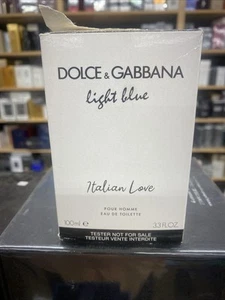 DOLCE & GABBANA
light blue
Italian Love
POUR HOMME
EAU DE TOILETTE
100ml ℮ 3.3 FL.OZ.
TESTER NOT FOR SALE
TESTEUR VENTE INTERDITE